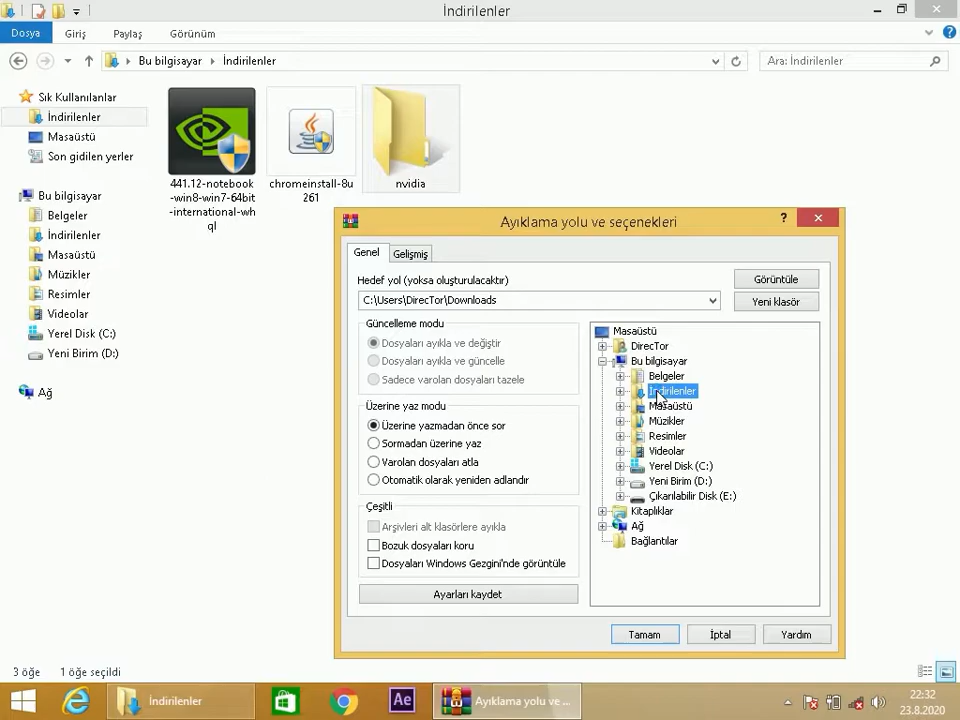 İndirilenler
Dosya
Giriş
Paylaş
Görünüm
Bu bilgisayar
İndirilenler
Ara: İndirilenler
Sık Kullanılanlar
İndirilenler
Masaüstü
Son gidilen yerler
Bu bilgisayar
Belgeler
İndirilenler
Masaüstü
Müzikler
Resimler
Videolar
Yerel Disk (C:)
Yeni Birim (D:)
Ağ
441.12-notebook
-win8-win7-64bit
-international-wh
ql
chromeinstall-8u
261
nvidia
Ayıklama yolu ve seçenekleri
?
Genel
Gelişmiş
Hedef yol (yoksa oluşturulacaktır)
C:\Users\DirecTor\Downloads
Görüntüle
Yeni klasör
Güncelleme modu
Dosyaları ayıkla ve değiştir
Dosyaları ayıkla ve güncelle
Sadece varolan dosyaları tazele
Üzerine yaz modu
Üzerine yazmadan önce sor
Sormadan üzerine yaz
Varolan dosyaları atla
Otomatik olarak yeniden adlandır
Çeşitli
Arşivleri alt klasörlere ayıkla
Bozuk dosyaları koru
Dosyaları Windows Gezgini'nde görüntüle
Ayarları kaydet
Masaüstü
DirecTor
Bu bilgisayar
Belgeler
İndirilenler
Masaüstü
Müzikler
Resimler
Videolar
Yerel Disk (C:)
Yeni Birim (D:)
Çıkarılabilir Disk (E:)
Kitaplıklar
Ağ
Bağlantılar
Tamam
İptal
Yardım
3 öğe
1 öğe seçildi
İndirilenler
Ae
Ayıklama yolu ve ...
22:32
23.8.2020